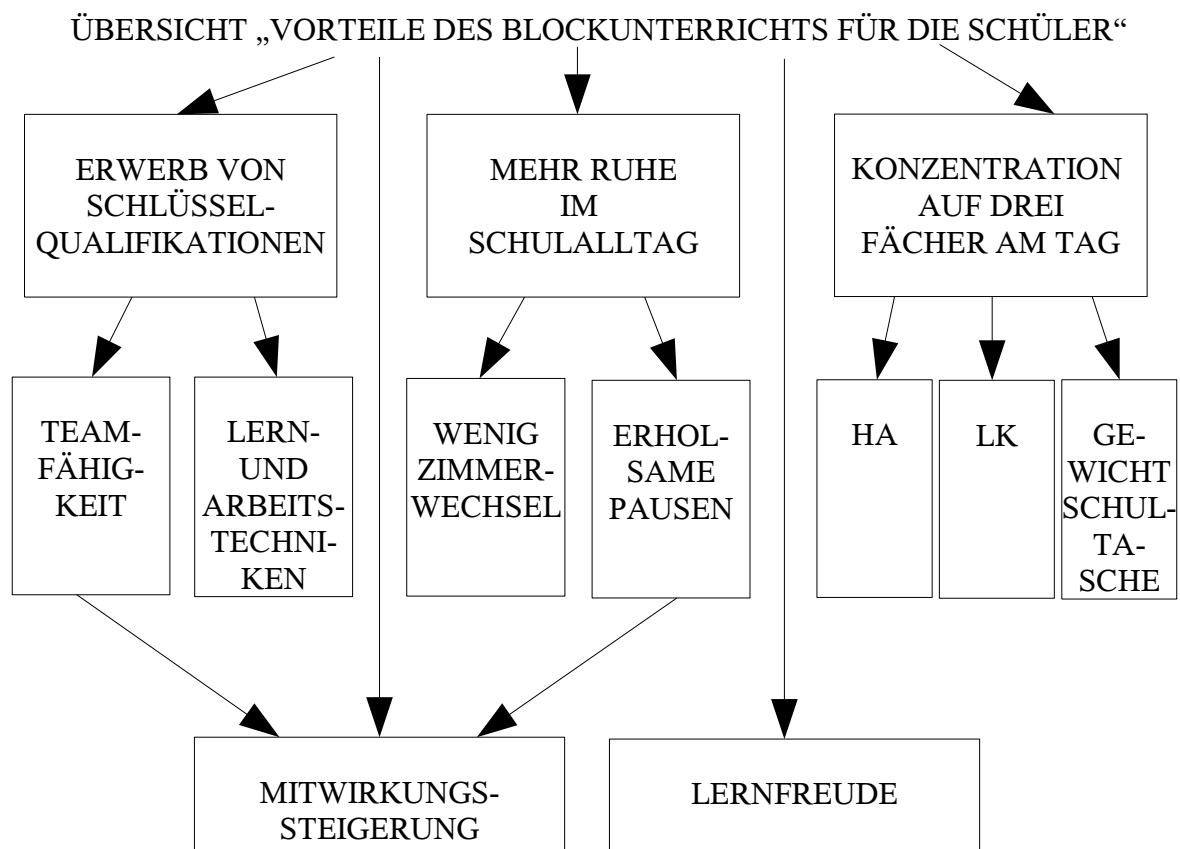 ÜBERSICHT „VORTEILE DES BLOCKUNTERRICHTS FÜR DIE SCHÜLER“
ERWERB VON
SCHLÜSSEL-
QUALIFIKATIONEN
MEHR RUHE
IM
SCHULALLTAG
KONZENTRATION
AUF DREI
FÄCHER AM TAG
TEAM-
FÄHIG-
KEIT
LERN-
UND
ARBEITS-
TECHNI-
KEN
WENIG
ZIMMER-
WECHSEL
ERHOL-
SAME
PAUSEN
HA
LK
GE-
WICHT
SCHUL-
TA-
SCHE
MITWIRKUNGS-
STEIGERUNG
LERNFREUDE